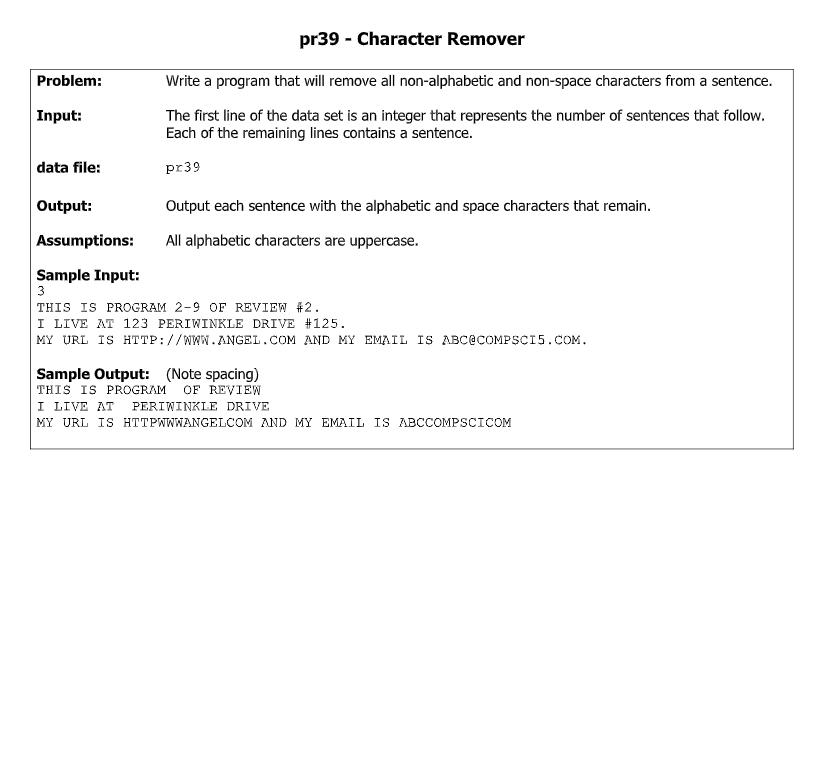 pr39 - Character Remover
Problem: Write a program that will remove all non-alphabetic and non-space characters from a sentence.
Input: The first line of the data set is an integer that represents the number of sentences that follow.
Each of the remaining lines contains a sentence.
data file: pr39
Output: Output each sentence with the alphabetic and space characters that remain.
Assumptions: All alphabetic characters are uppercase.
Sample Input:
3
THIS IS PROGRAM 2-9 OF REVIEW #2.
I LIVE AT 123 PERIWINKLE DRIVE #125.
MY URL IS HTTP://WWW.ANGEL.COM AND MY EMAIL IS ABC@COMPSCI5.COM.
Sample Output: (Note spacing)
THIS IS PROGRAM  OF REVIEW
I LIVE AT  PERIWINKLE DRIVE
MY URL IS HTTPWWWANGELCOM AND MY EMAIL IS ABCCOMPSCICOM